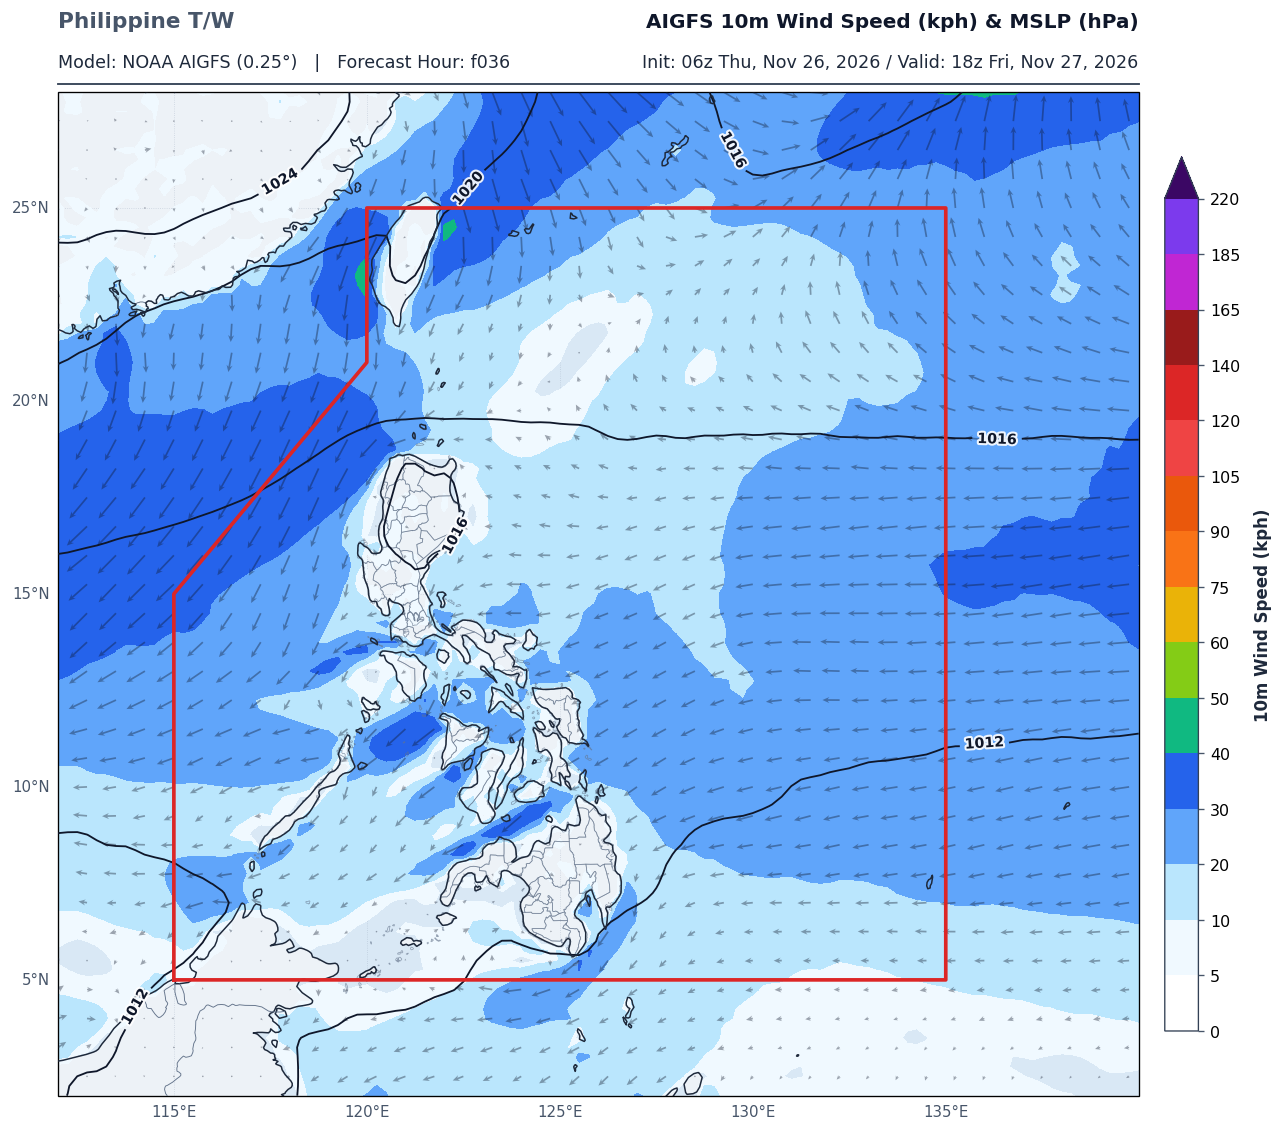 Philippine T/W
AIGFS 10m Wind Speed (kph) & MSLP (hPa)
Model: NOAA AIGFS (0.25°) | Forecast Hour: f036
Init: 06z Thu, Nov 26, 2026 / Valid: 18z Fri, Nov 27, 2026
1024
1020
1016
1016
1016
1012
1012
25°N
20°N
15°N
10°N
5°N
115°E
120°E
125°E
130°E
135°E
220
185
165
140
120
105
90
75
60
50
40
30
20
10
5
0
10m Wind Speed (kph)